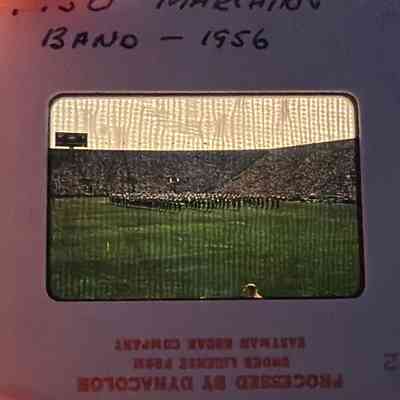 MARCHING
BAND — 1956
PROCESSED BY DYNACOLOR
UNDER LICENSE FROM
EASTMAN KODAK COMPANY